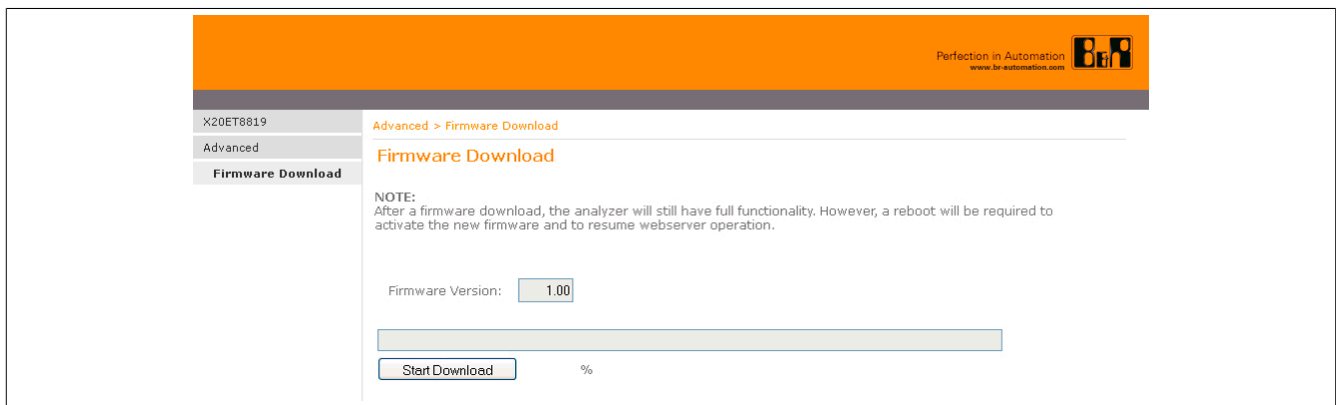 Perfection in Automation
www.br-automation.com
B&R
X20ET8819
Advanced
Firmware Download
Advanced > Firmware Download
Firmware Download
NOTE:
After a firmware download, the analyzer will still have full functionality. However, a reboot will be required to
activate the new firmware and to resume webserver operation.
Firmware Version: 1.00
Start Download %